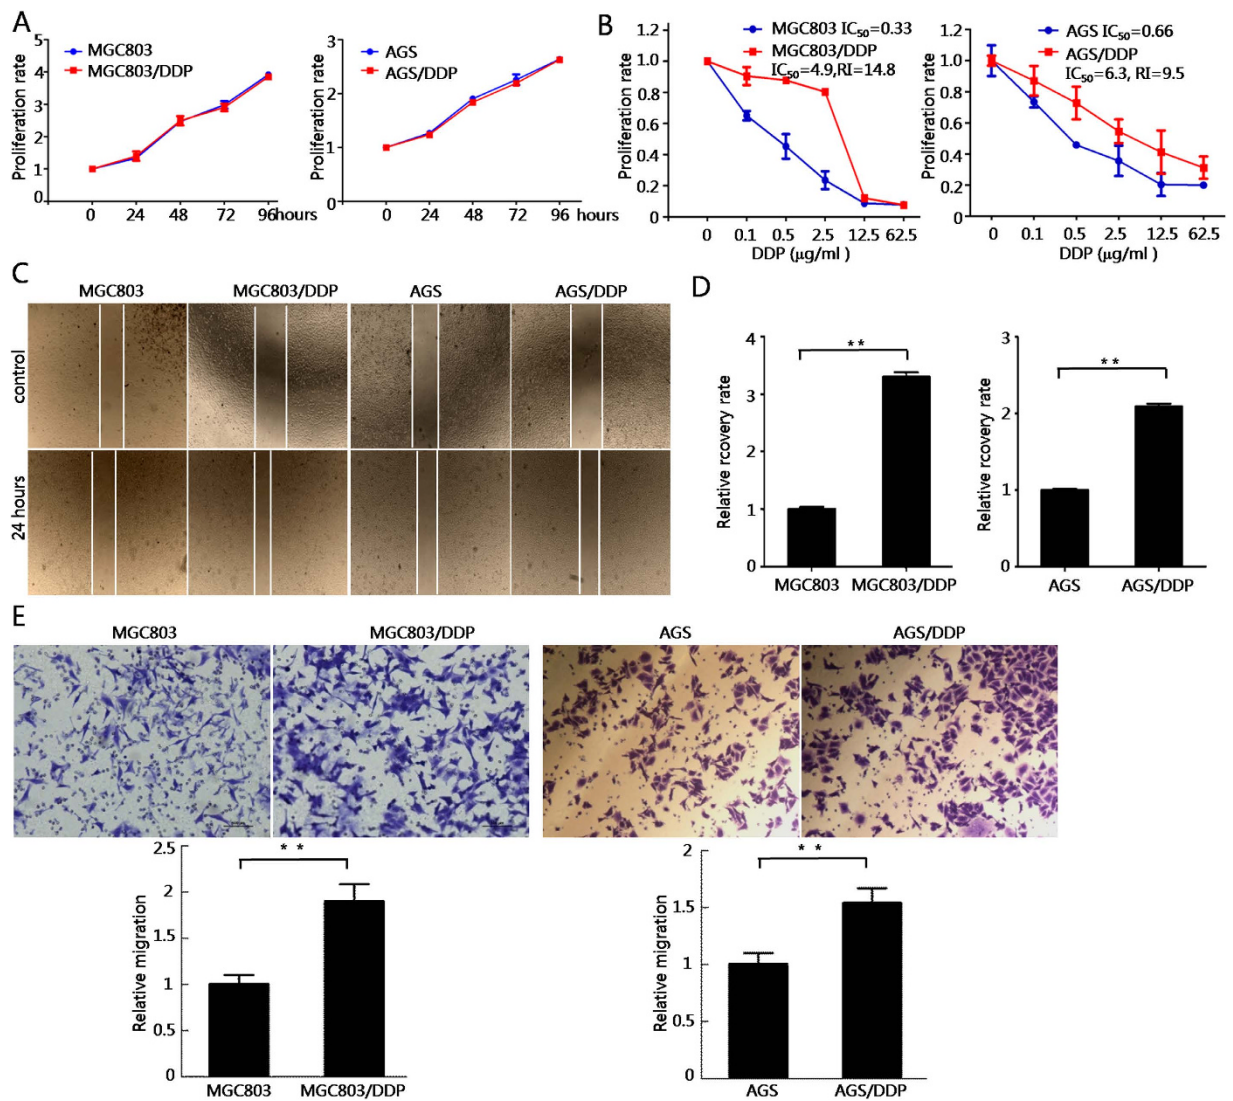 A
5
4
3
2
1
0
Proliferation rate
MGC803
MGC803/DDP
0 24 48 72 96 hours
3
2
1
0
Proliferation rate
AGS
AGS/DDP
0 24 48 72 96 hours
B
1.2
1.0
0.8
0.6
0.4
0.2
0
Proliferation rate
MGC803 IC₅₀=0.33
MGC803/DDP
IC₅₀=4.9,RI=14.8
0 0.1 0.5 2.5 12.5 62.5
DDP (μg/ml )
1.2
1.0
0.8
0.6
0.4
0.2
0
Proliferation rate
AGS IC₅₀=0.66
AGS/DDP
IC₅₀=6.3, RI=9.5
0 0.1 0.5 2.5 12.5 62.5
DDP (μg/ml )
C
MGC803 MGC803/DDP AGS AGS/DDP
control
24 hours
D
4
3
2
1
0
Relative rcovery rate
**
MGC803 MGC803/DDP
3
2
1
0
Relative rcovery rate
**
AGS AGS/DDP
E
MGC803 MGC803/DDP AGS AGS/DDP
2.5
2
1.5
1
0.5
0
Relative migration
**
MGC803 MGC803/DDP
2
1.5
1
0.5
0
Relative migration
**
AGS AGS/DDP